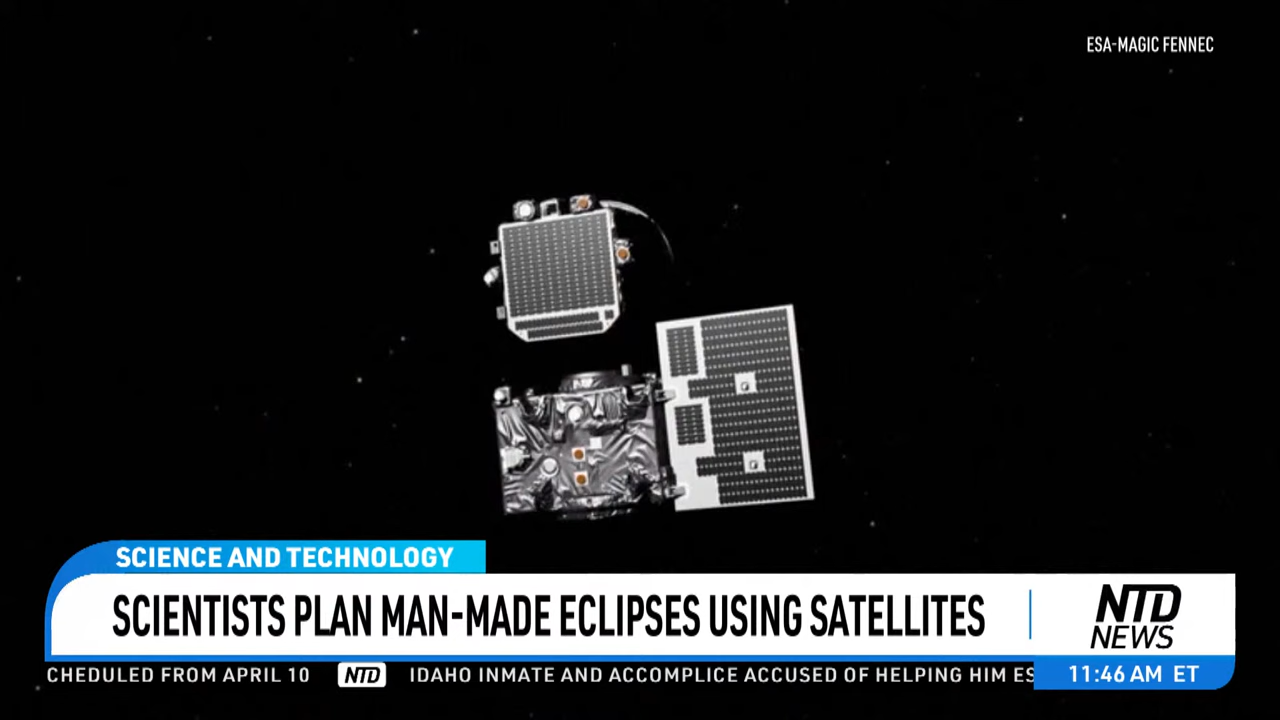 ESA-MAGIC FENNEC
SCIENCE AND TECHNOLOGY
SCIENTISTS PLAN MAN-MADE ECLIPSES USING SATELLITES
NTD
NEWS
CHEDULED FROM APRIL 10 NTD IDAHO INMATE AND ACCOMPLICE ACCUSED OF HELPING HIM ES
11:46 AM ET